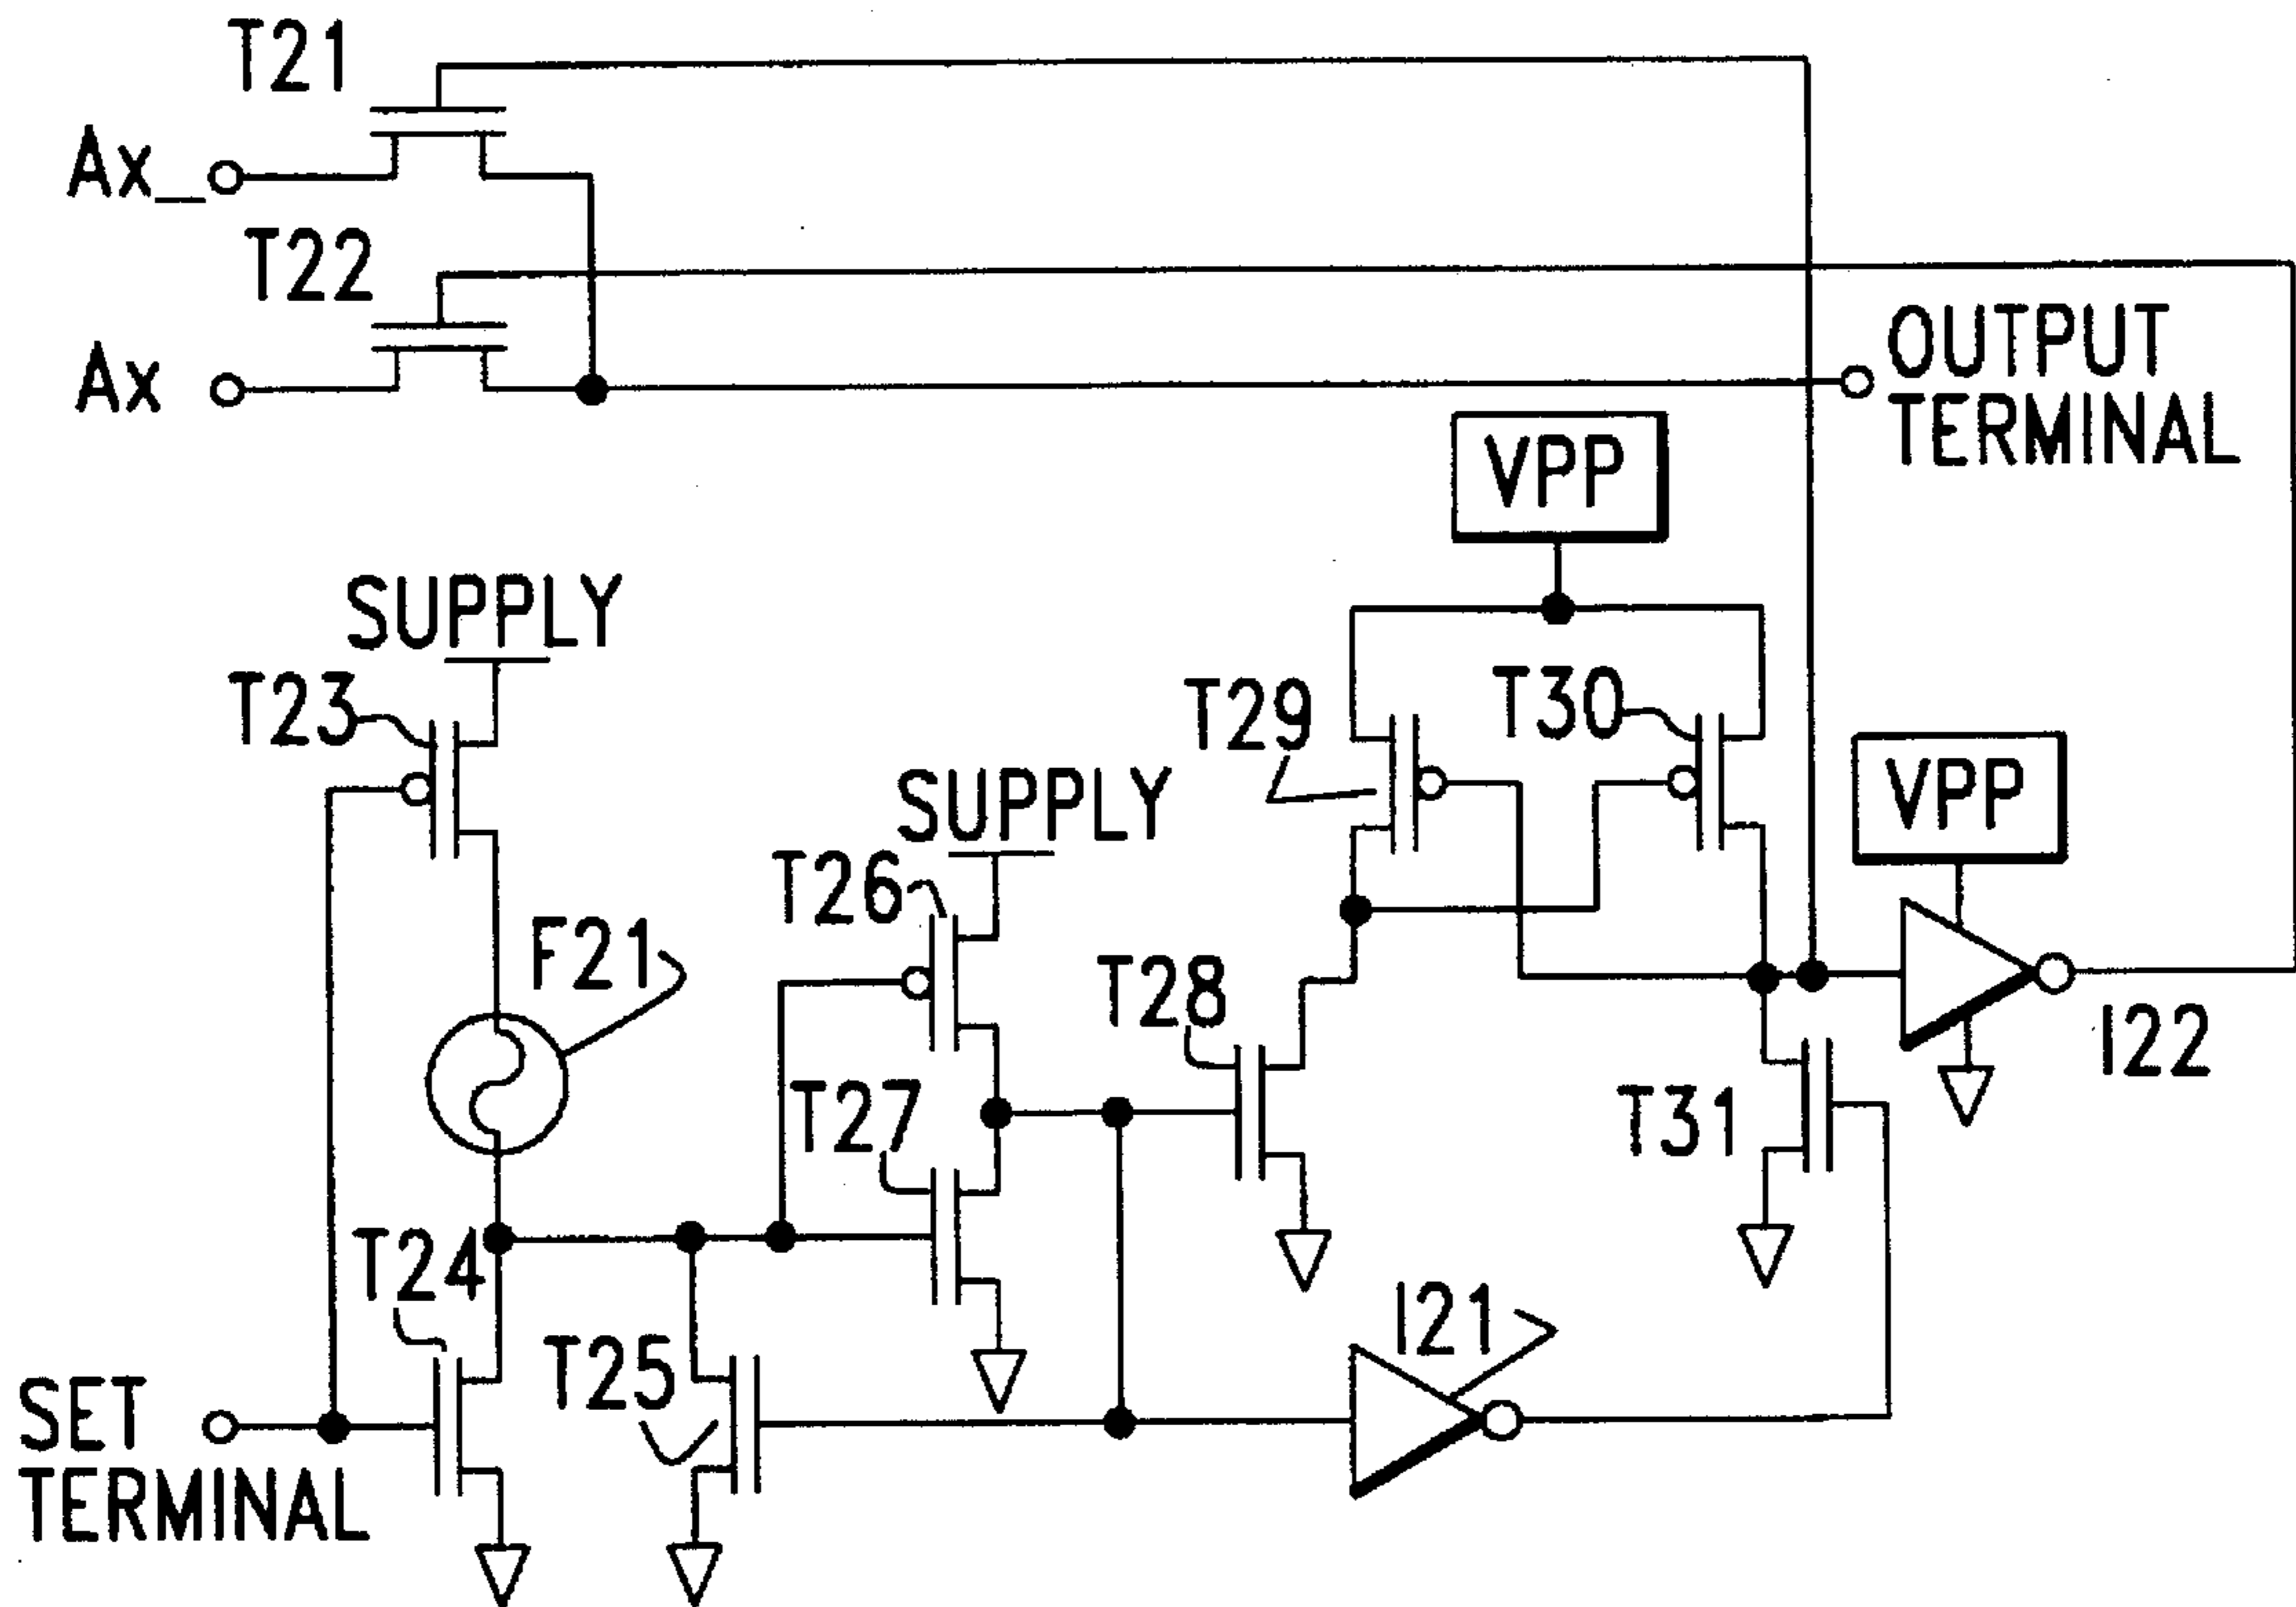 T21
Ax_
T22
Ax
OUTPUT
TERMINAL
VPP
SUPPLY
T23
T29
T30
VPP
SUPPLY
T26
F21
T28
I22
T27
T31
T24
I21
T25
SET
TERMINAL